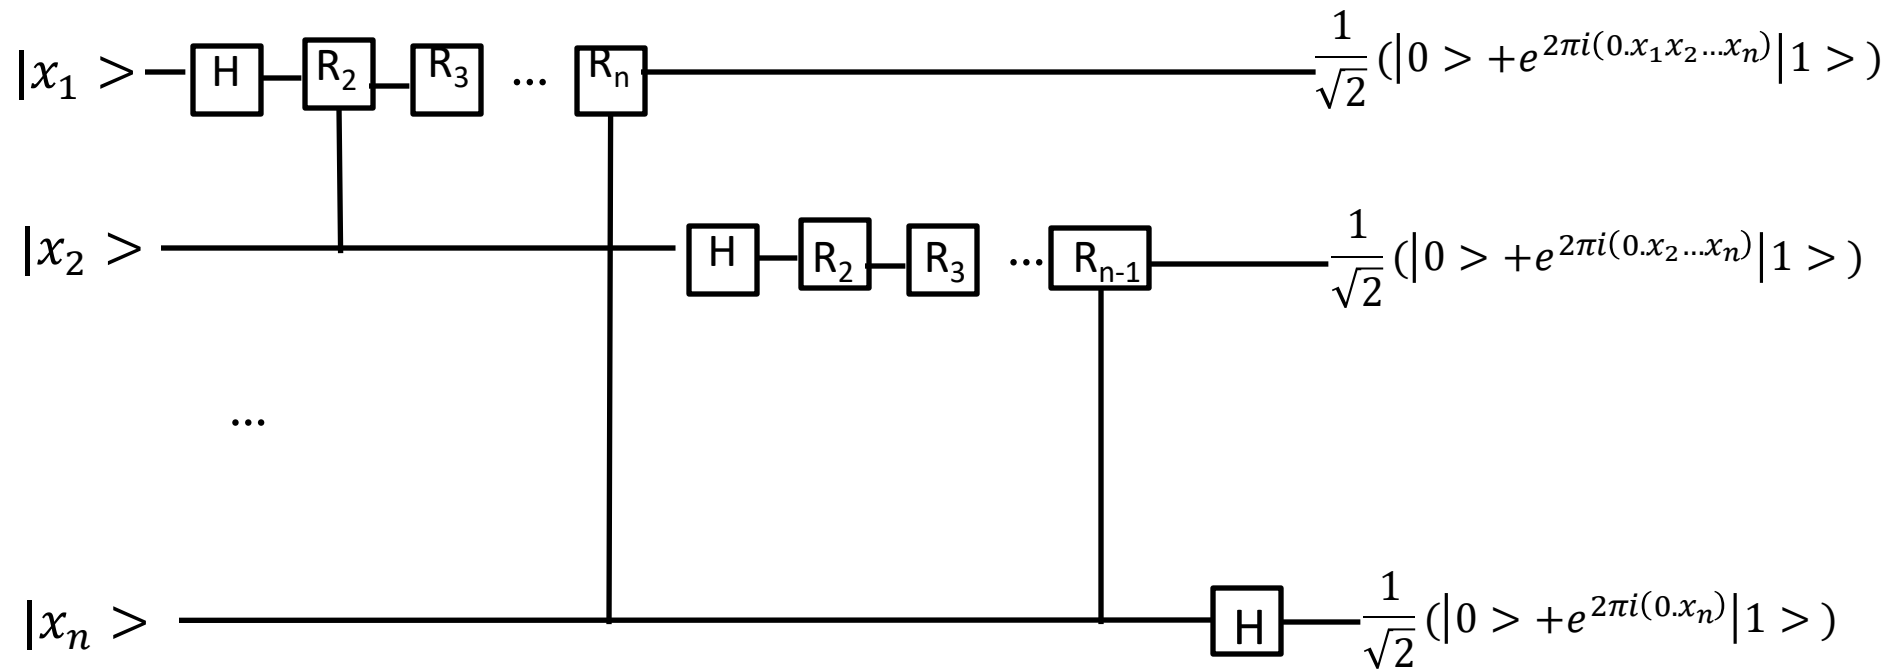 |x₁ > H R₂ R₃ ... Rₙ 1/√2 (|0 > +e^{2πi(0.x₁x₂...xₙ)}|1 > )
|x₂ > H R₂ R₃ ... Rₙ₋₁ 1/√2 (|0 > +e^{2πi(0.x₂...xₙ)}|1 > )
...
|xₙ > H 1/√2 (|0 > +e^{2πi(0.xₙ)}|1 > )